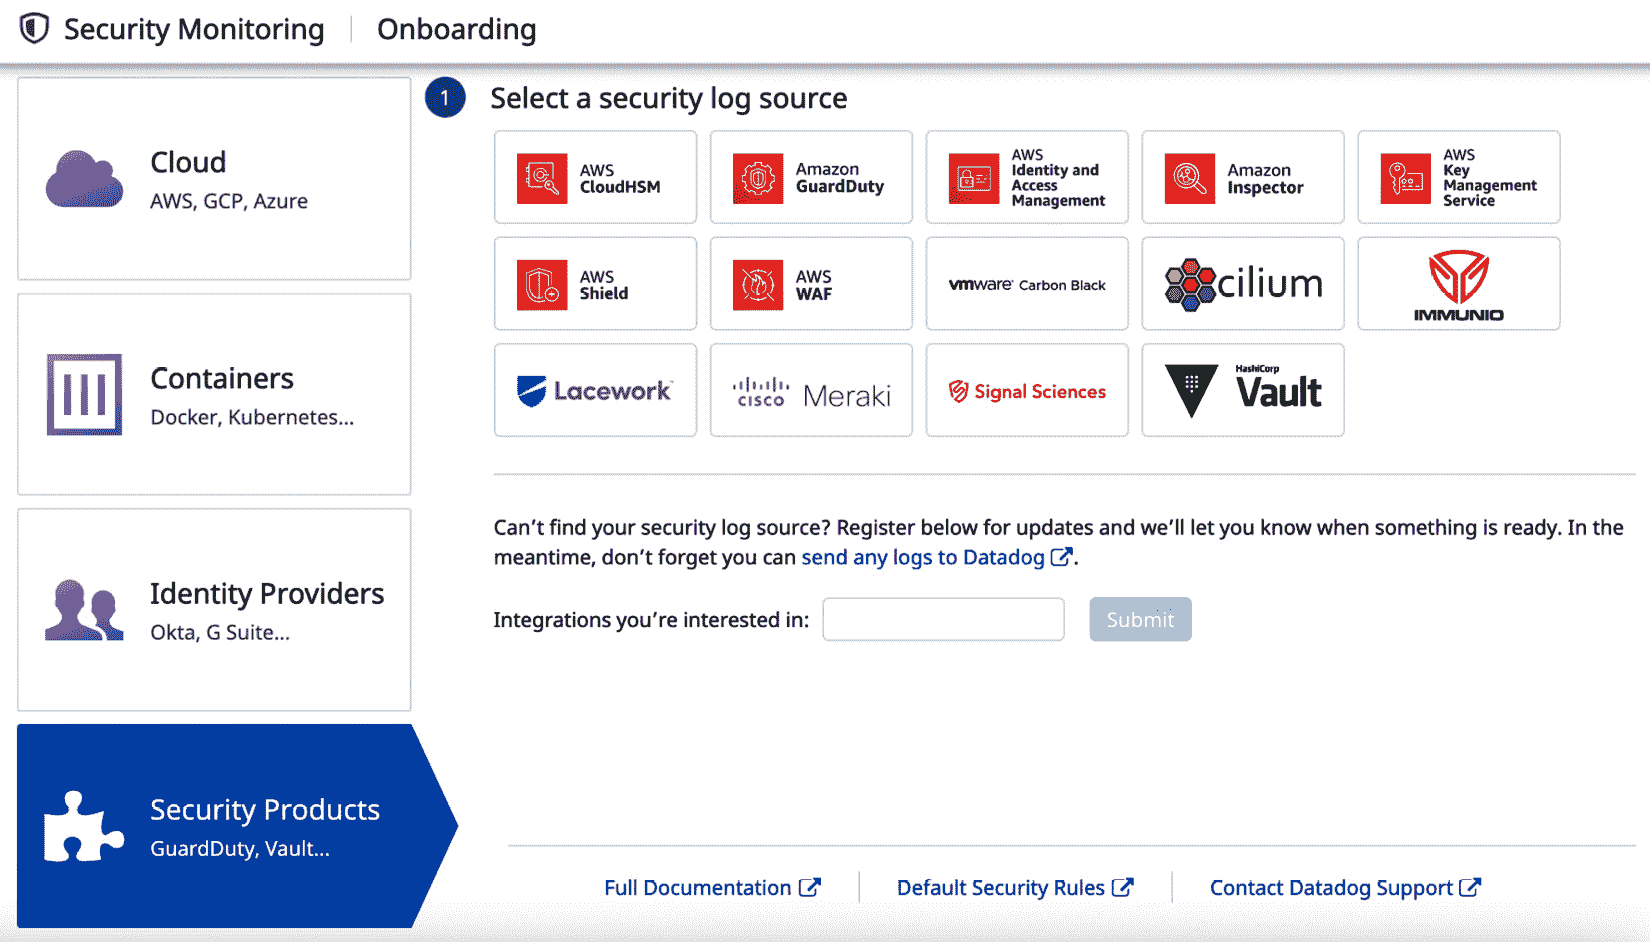 Security Monitoring
Onboarding
Cloud
AWS, GCP, Azure
Containers
Docker, Kubernetes...
Identity Providers
Okta, G Suite...
Security Products
GuardDuty, Vault...
1
Select a security log source
AWS
CloudHSM
Amazon
GuardDuty
AWS
Identity and
Access
Management
Amazon
Inspector
AWS
Key
Management
Service
AWS
Shield
AWS
WAF
vmware® Carbon Black
cilium
IMMUNIO
Lacework™
cisco Meraki
Signal Sciences
HashiCorp
Vault
Can't find your security log source? Register below for updates and we'll let you know when something is ready. In the
meantime, don't forget you can send any logs to Datadog.
Integrations you're interested in:
Submit
Full Documentation
Default Security Rules
Contact Datadog Support